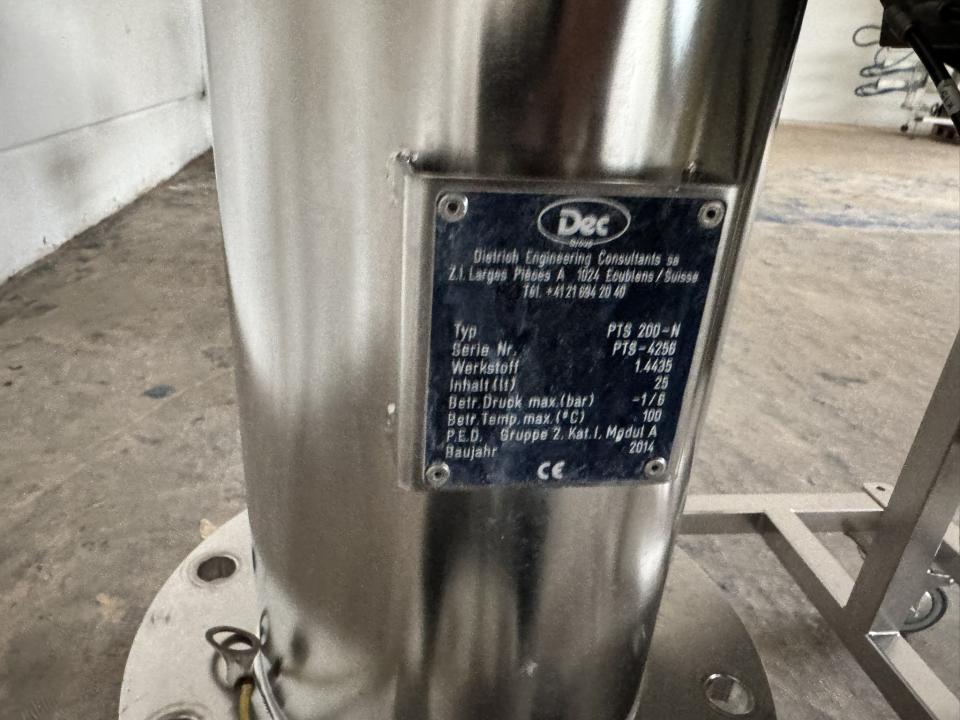 Dec
Group
Dietrich Engineering Consultants sa
Z.I. Larges Pièces A 1024 Ecublens/Suisse
Tél. +41 21 694 20 40
Typ PTS 200-N
Serie Nr. PTS-4256
Werkstoff 1.4435
Inhalt (lt) 25
Betr.Druck max.(bar) -1/6
Betr.Temp.max.(°C) 100
P.E.D. Gruppe 2, Kat.I, Modul A
Baujahr 2014
CE